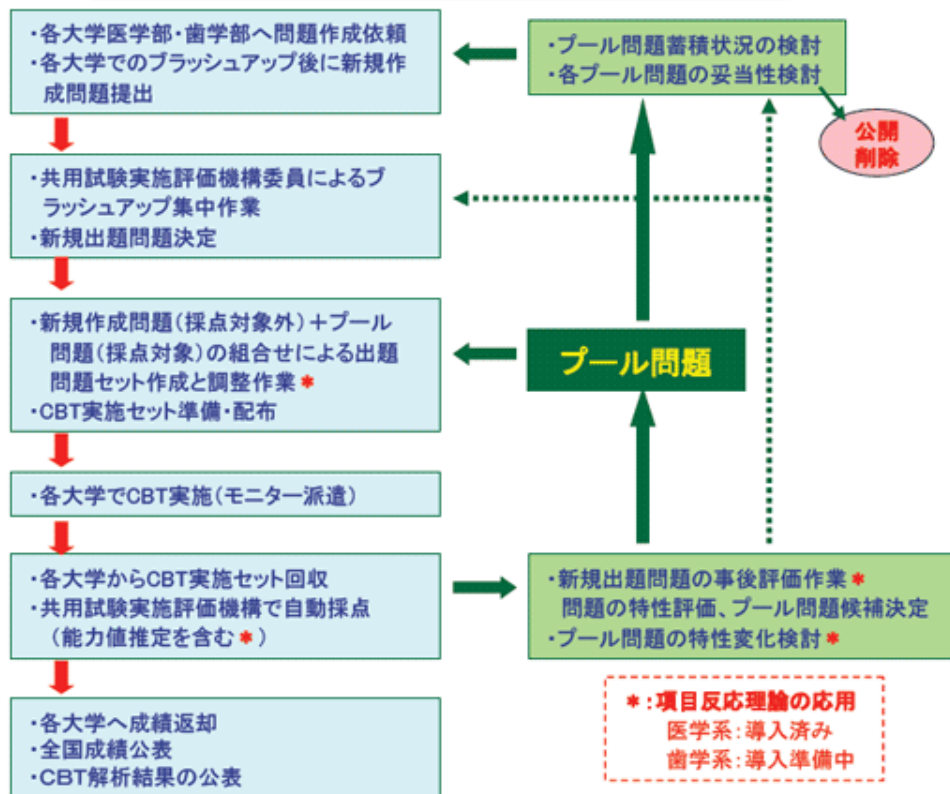 ・各大学医学部・歯学部へ問題作成依頼
・各大学でのブラッシュアップ後に新規作
成問題提出
・共用試験実施評価機構委員によるブ
ラッシュアップ集中作業
・新規出題問題決定
・新規作成問題(採点対象外)+プール
問題(採点対象)の組合せによる出題
問題セット作成と調整作業*
・CBT実施セット準備・配布
・各大学でCBT実施(モニター派遣)
・各大学からCBT実施セット回収
・共用試験実施評価機構で自動採点
(能力値推定を含む*)
・各大学へ成績返却
・全国成績公表
・CBT解析結果の公表
・プール問題蓄積状況の検討
・各プール問題の妥当性検討
公開
削除
プール問題
・新規出題問題の事後評価作業*
問題の特性評価、プール問題候補決定
・プール問題の特性変化検討*
*:項目反応理論の応用
医学系:導入済み
歯学系:導入準備中